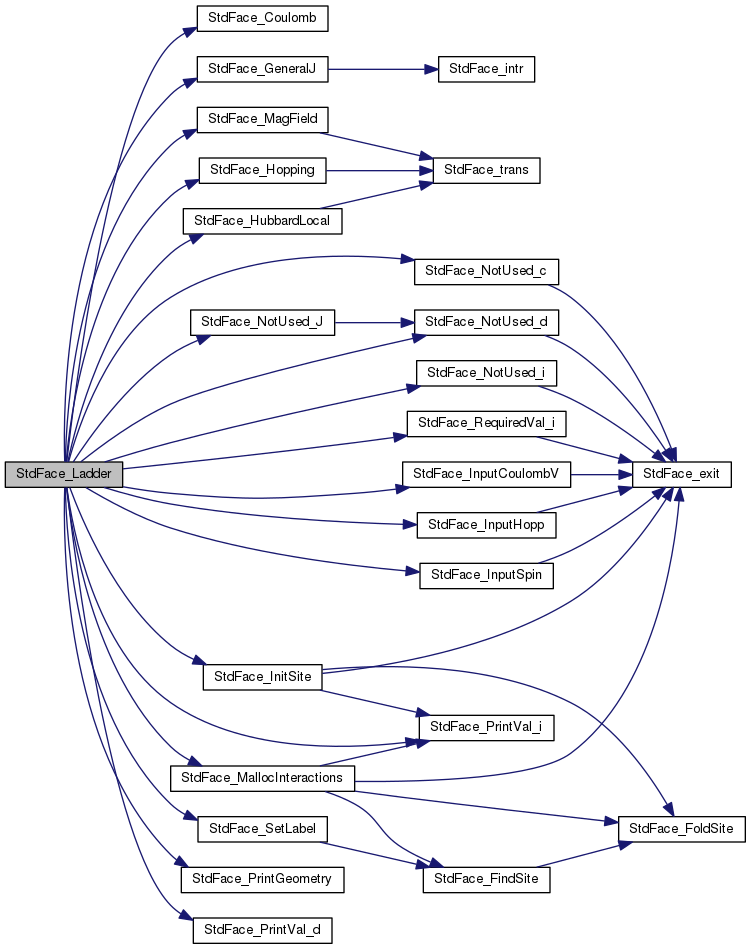 StdFace_Coulomb
StdFace_GeneralJ
StdFace_intr
StdFace_MagField
StdFace_Hopping
StdFace_trans
StdFace_HubbardLocal
StdFace_NotUsed_c
StdFace_NotUsed_J
StdFace_NotUsed_d
StdFace_NotUsed_i
StdFace_RequiredVal_i
StdFace_Ladder
StdFace_InputCoulombV
StdFace_exit
StdFace_InputHopp
StdFace_InputSpin
StdFace_InitSite
StdFace_PrintVal_i
StdFace_MallocInteractions
StdFace_SetLabel
StdFace_FoldSite
StdFace_PrintGeometry
StdFace_FindSite
StdFace_PrintVal_d